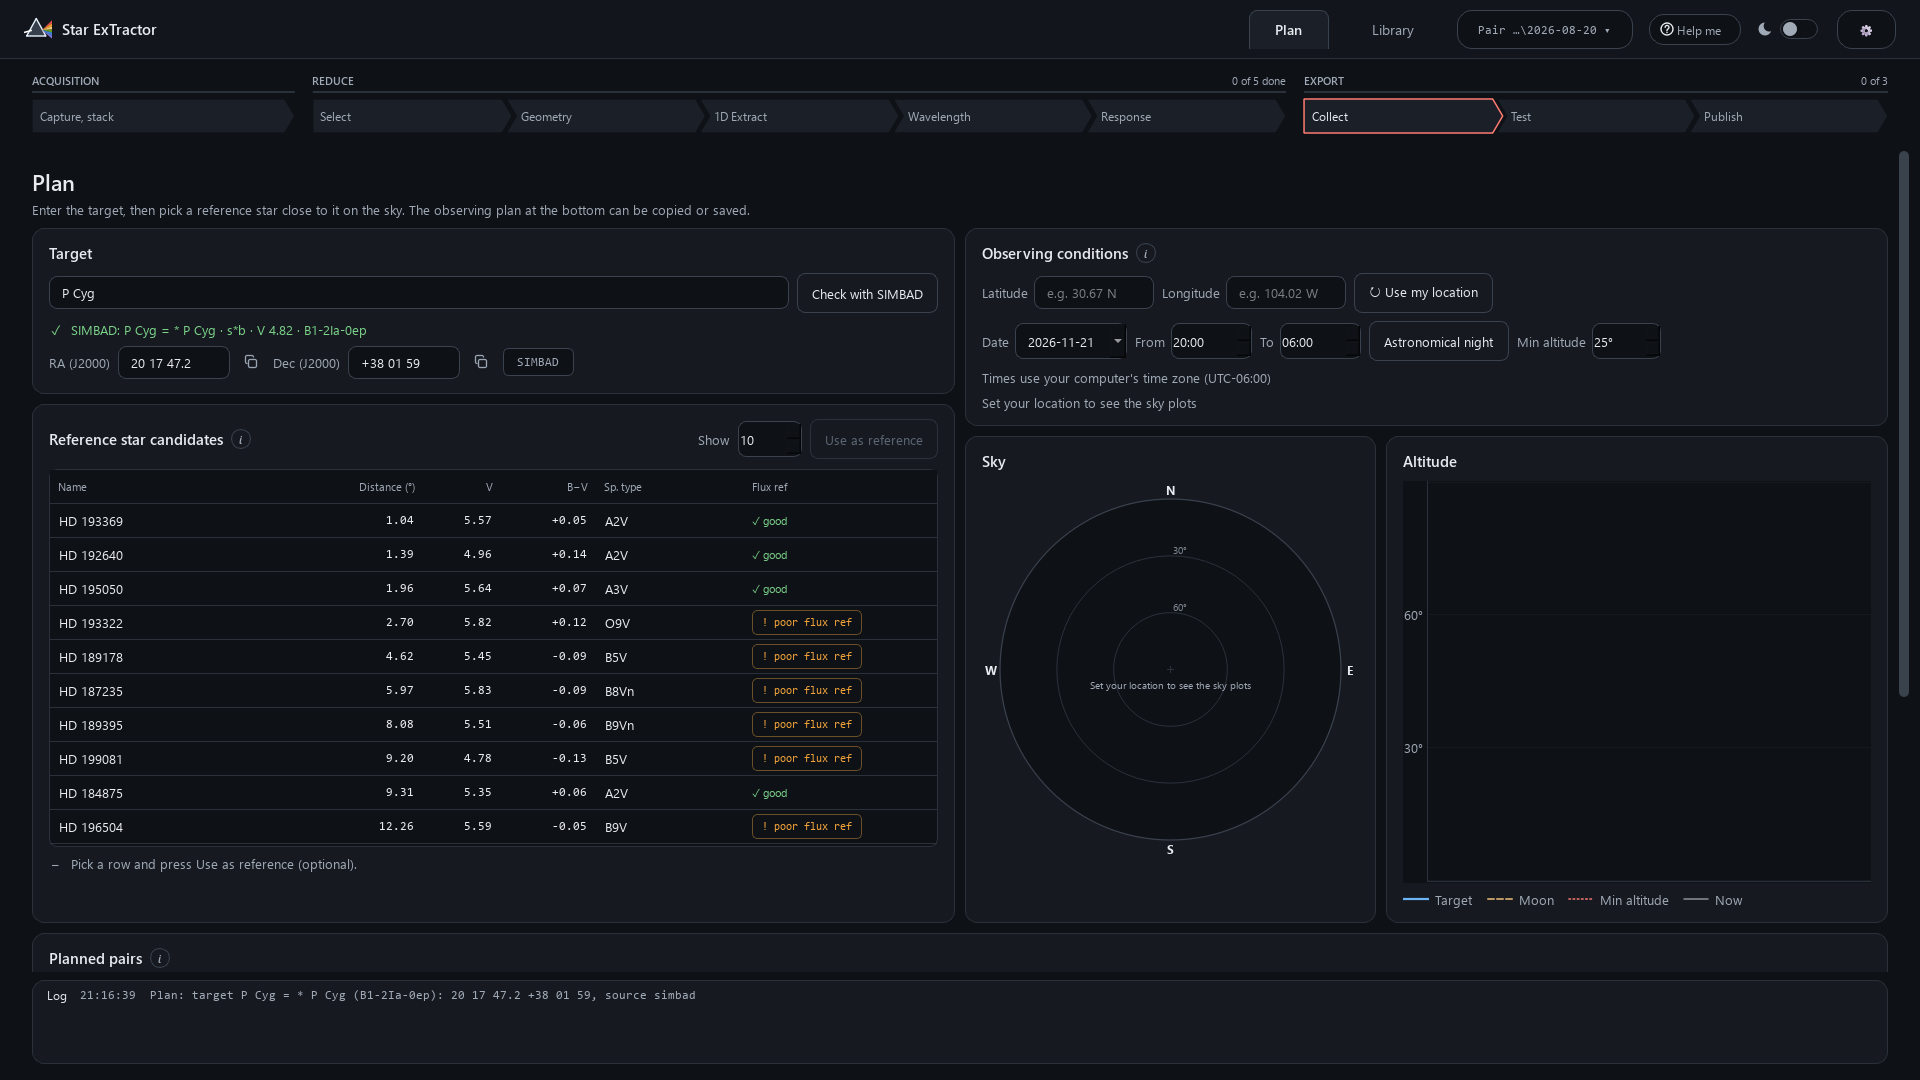 Star ExTractor
Plan
Library
Pair …\2026-08-20 ▾
Help me
ACQUISITION
REDUCE
0 of 5 done
EXPORT
0 of 3
Capture, stack
Select
Geometry
1D Extract
Wavelength
Response
Collect
Test
Publish
Plan
Enter the target, then pick a reference star close to it on the sky. The observing plan at the bottom can be copied or saved.
Target
P Cyg
Check with SIMBAD
✓ SIMBAD: P Cyg = * P Cyg · s*b · V 4.82 · B1-2Ia-0ep
RA (J2000) 20 17 47.2 Dec (J2000) +38 01 59 SIMBAD
Reference star candidates i
Show 10 Use as reference
Name Distance (°) V B−V Sp. type Flux ref
HD 193369 1.04 5.57 +0.05 A2V ✓ good
HD 192640 1.39 4.96 +0.14 A2V ✓ good
HD 195050 1.96 5.64 +0.07 A3V ✓ good
HD 193322 2.70 5.82 +0.12 O9V ! poor flux ref
HD 189178 4.62 5.45 -0.09 B5V ! poor flux ref
HD 187235 5.97 5.83 -0.09 B8Vn ! poor flux ref
HD 189395 8.08 5.51 -0.06 B9Vn ! poor flux ref
HD 199081 9.20 4.78 -0.13 B5V ! poor flux ref
HD 184875 9.31 5.35 +0.06 A2V ✓ good
HD 196504 12.26 5.59 -0.05 B9V ! poor flux ref
– Pick a row and press Use as reference (optional).
Observing conditions i
Latitude e.g. 30.67 N Longitude e.g. 104.02 W Use my location
Date 2026-11-21 From 20:00 To 06:00 Astronomical night Min altitude 25°
Times use your computer's time zone (UTC-06:00)
Set your location to see the sky plots
Sky
N
30°
60°
W
E
Set your location to see the sky plots
S
Altitude
60°
30°
Target Moon Min altitude Now
Planned pairs i
Log 21:16:39 Plan: target P Cyg = * P Cyg (B1-2Ia-0ep): 20 17 47.2 +38 01 59, source simbad